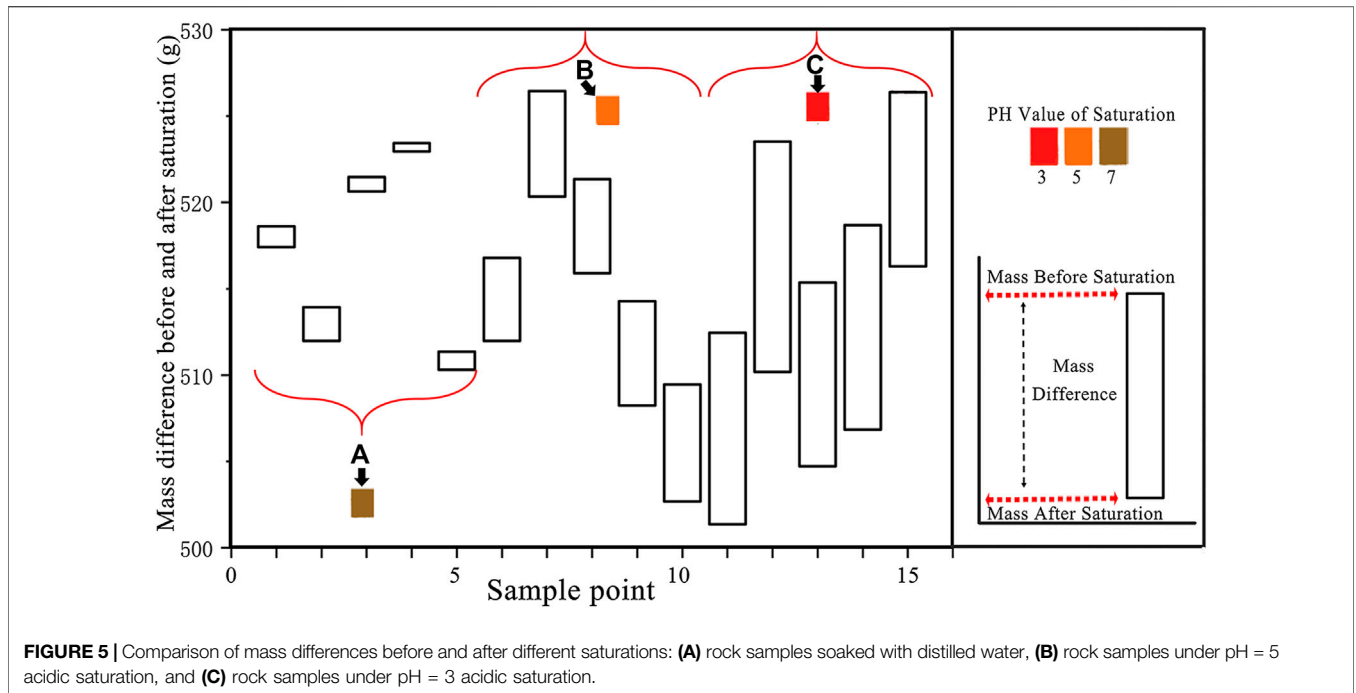 Mass difference before and after saturation (g)
530
520
510
500
0
5
10
15
Sample point
A
B
C
PH Value of Saturation
3 5 7
Mass Before Saturation
Mass
Difference
Mass After Saturation
FIGURE 5 | Comparison of mass differences before and after different saturations: (A) rock samples soaked with distilled water, (B) rock samples under pH = 5
acidic saturation, and (C) rock samples under pH = 3 acidic saturation.